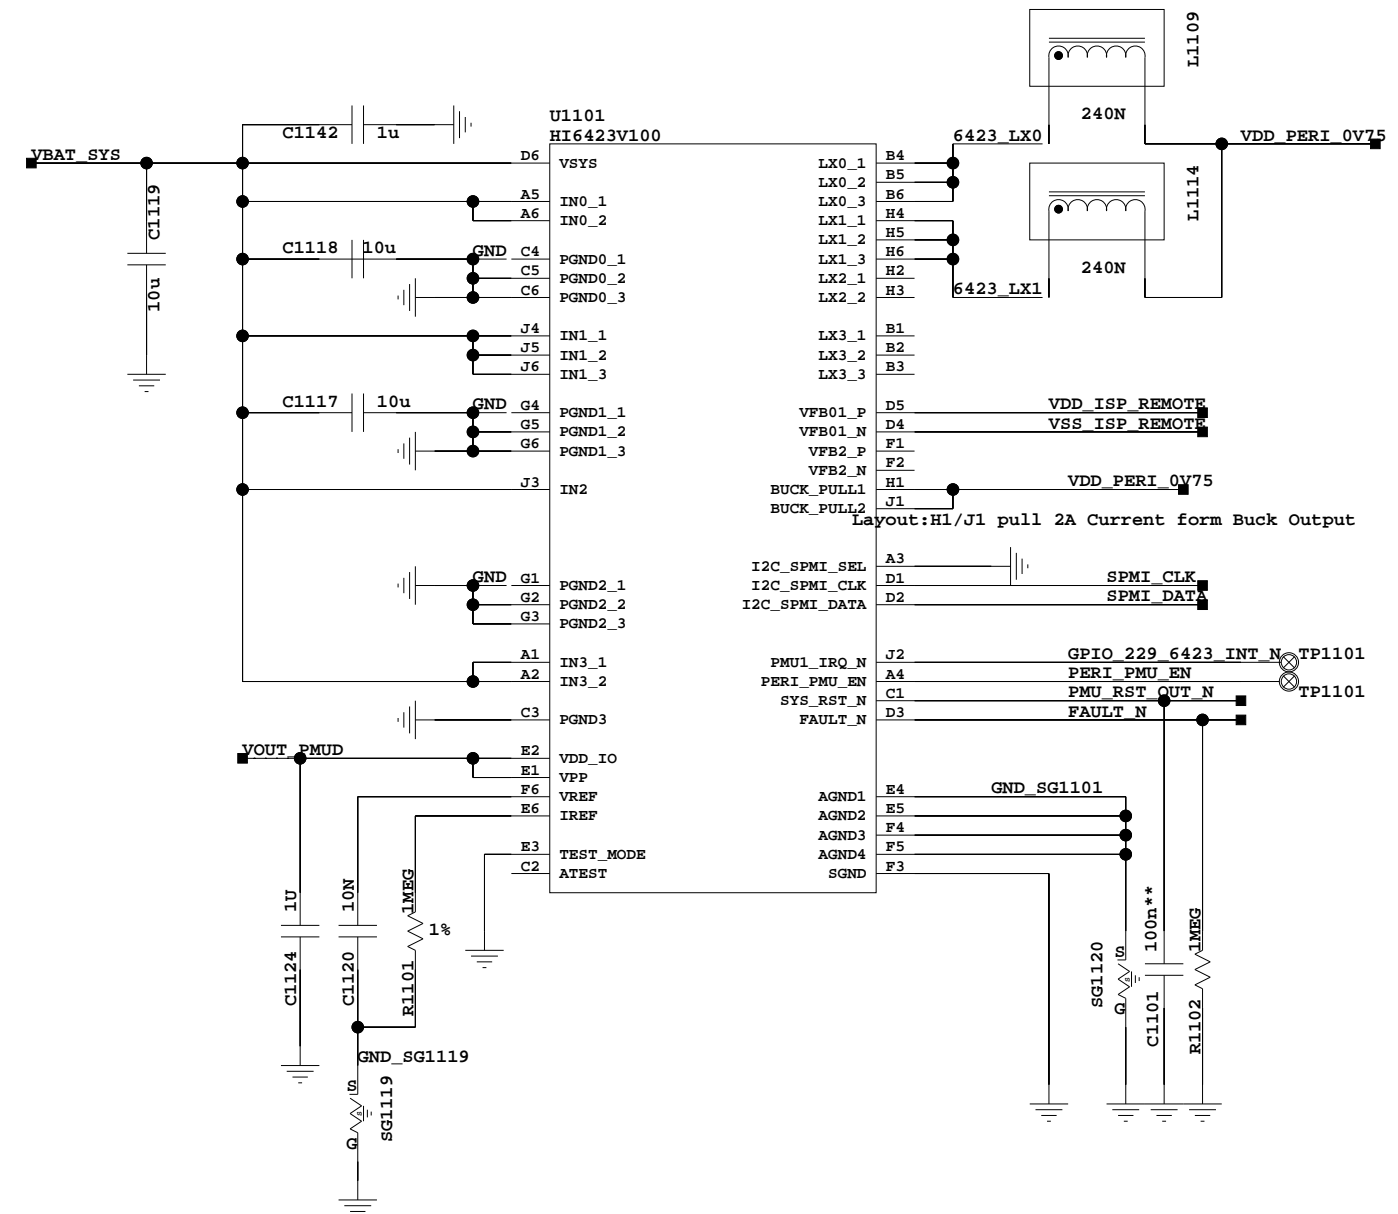 L1109
240N
U1101
HI6423V100
C1142 1u
6423_LX0
VDD_PERI_0V75
VBAT_SYS
D6 VSYS
LX0_1 B4
LX0_2 B5
C1119
A5 IN0_1
LX0_3 B6
L1114
A6 IN0_2
LX1_1 H4
LX1_2 H5
C1118 10u
GND C4 PGND0_1
LX1_3 H6
240N
10u
C5 PGND0_2
LX2_1 H2
C6 PGND0_3
LX2_2 H3
6423_LX1
J4 IN1_1
LX3_1 B1
J5 IN1_2
LX3_2 B2
J6 IN1_3
LX3_3 B3
C1117 10u
GND G4 PGND1_1
VFB01_P D5
VDD_ISP_REMOTE
G5 PGND1_2
VFB01_N D4
VSS_ISP_REMOTE
G6 PGND1_3
VFB2_P F1
VFB2_N F2
J3 IN2
BUCK_PULL1 H1
VDD_PERI_0V75
BUCK_PULL2 J1
Layout:H1/J1 pull 2A Current form Buck Output
I2C_SPMI_SEL A3
GND G1 PGND2_1
I2C_SPMI_CLK D1
SPMI_CLK
G2 PGND2_2
I2C_SPMI_DATA D2
SPMI_DATA
G3 PGND2_3
A1 IN3_1
PMU1_IRQ_N J2
GPIO_229_6423_INT_N TP1101
A2 IN3_2
PERI_PMU_EN A4
PERI_PMU_EN
TP1101
SYS_RST_N C1
PMU_RST_OUT_N
C3 PGND3
FAULT_N D3
FAULT_N
VOUT_PMUD
E2 VDD_IO
E1 VPP
F6 VREF
AGND1 E4
GND_SG1101
E6 IREF
AGND2 E5
AGND3 F4
E3 TEST_MODE
AGND4 F5
C2 ATEST
SGND F3
1U
10N
1MEG
1%
C1124
C1120
R1101
100n**
1MEG
SG1120
S
G
C1101
R1102
GND_SG1119
S
G
SG1119